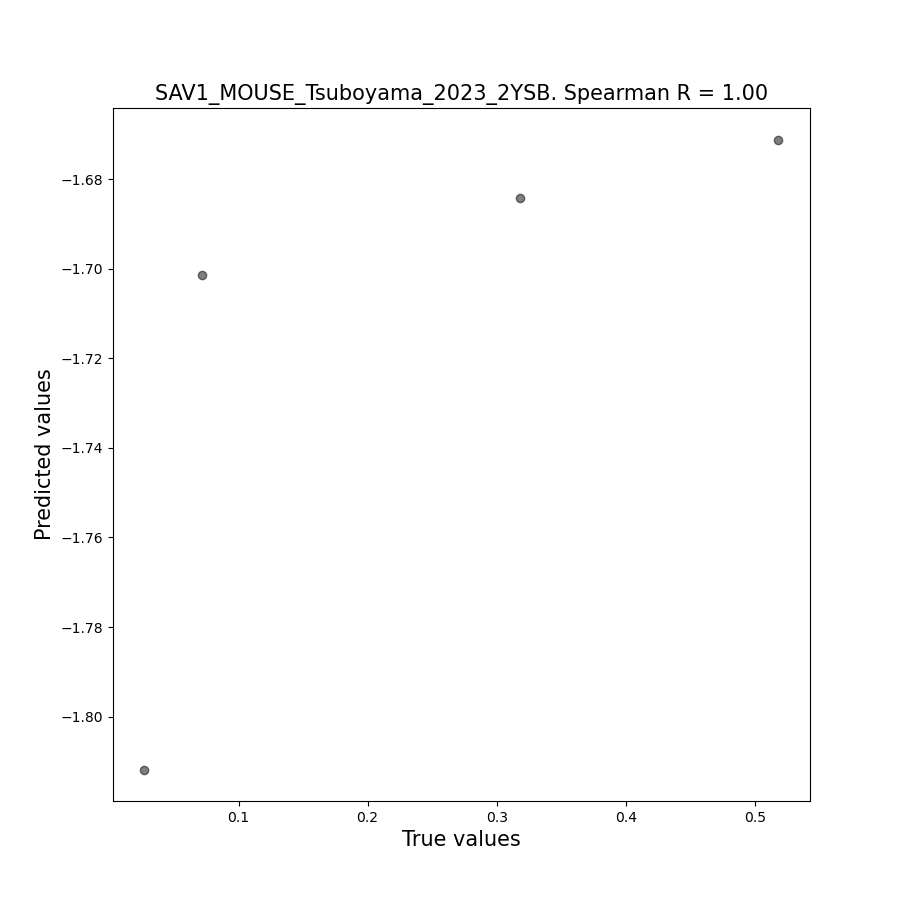 SAV1_MOUSE_Tsuboyama_2023_2YSB. Spearman R = 1.00
Predicted values
−1.68
−1.70
−1.72
−1.74
−1.76
−1.78
−1.80
0.1 0.2 0.3 0.4 0.5
True values